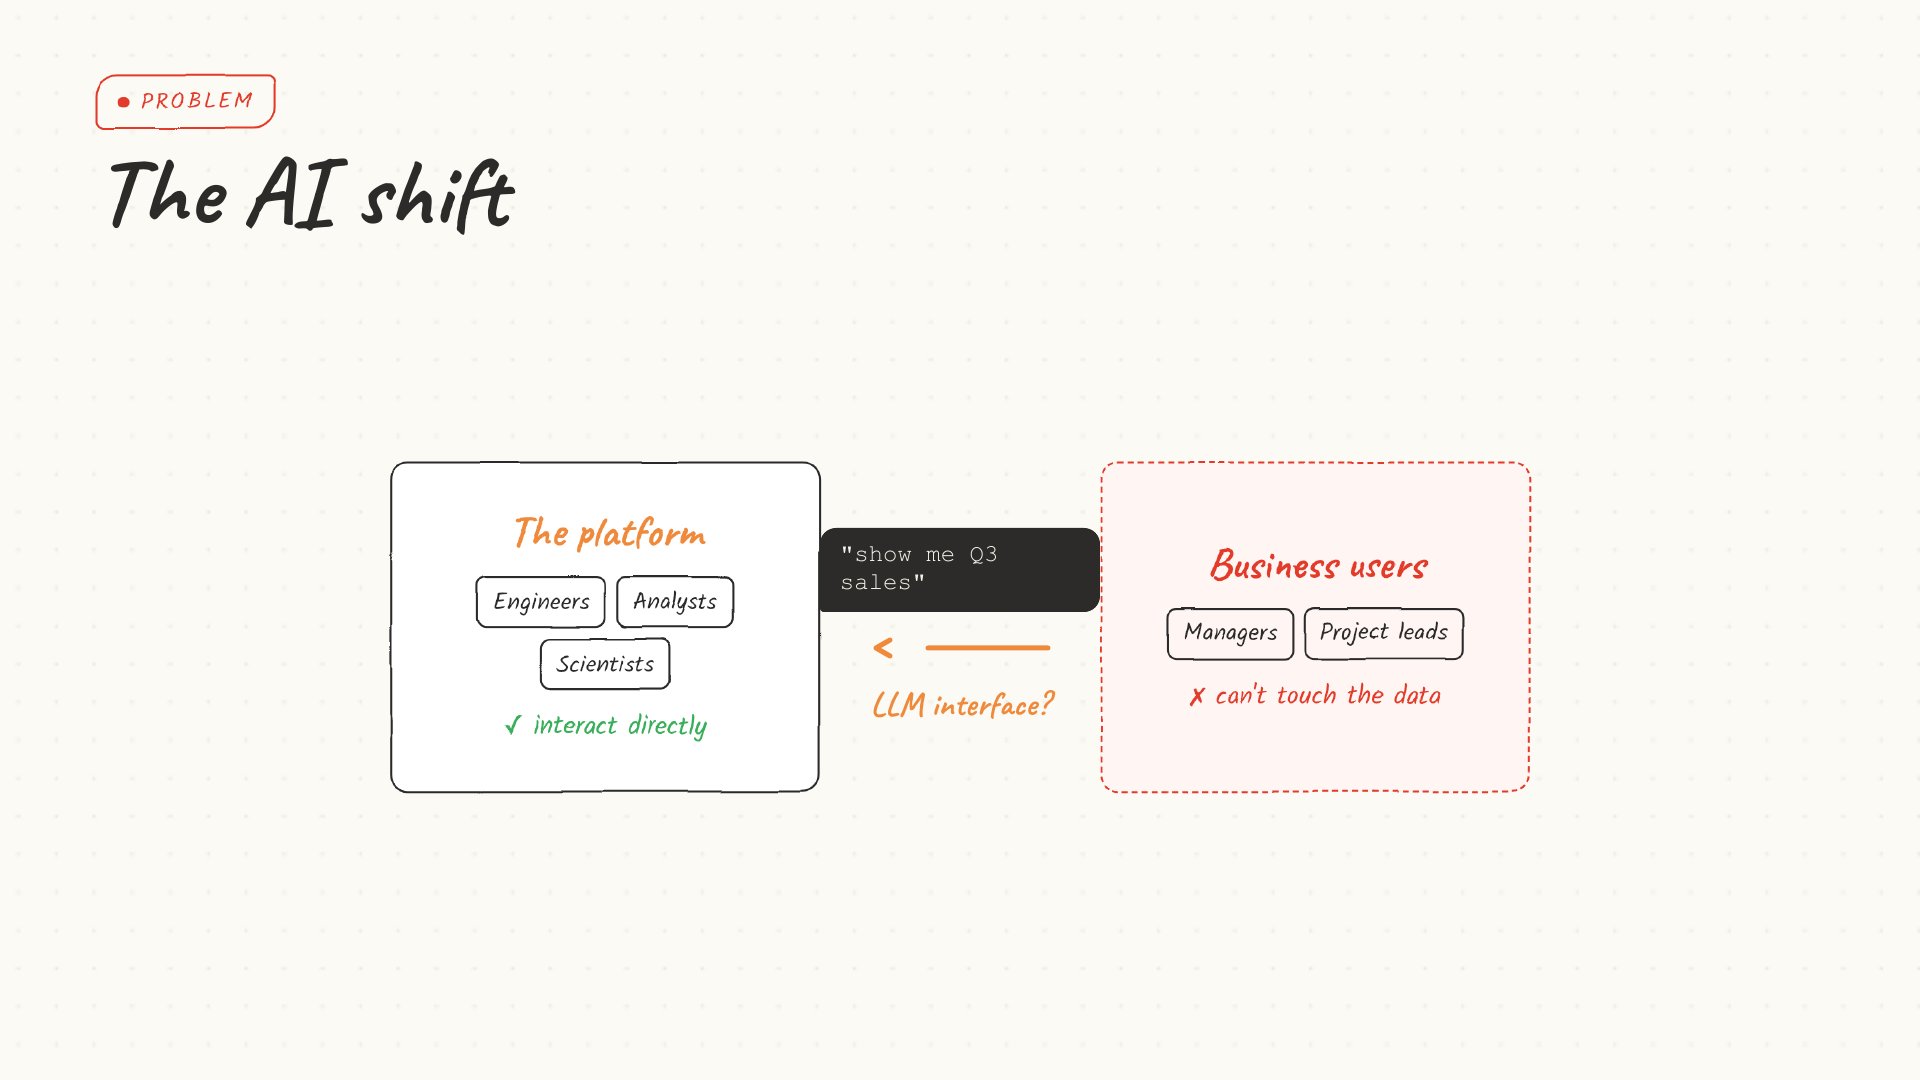 PROBLEM
The AI shift
The platform
Engineers
Analysts
Scientists
✓ interact directly
"show me Q3
sales"
LLM interface?
Business users
Managers
Project leads
✗ can't touch the data